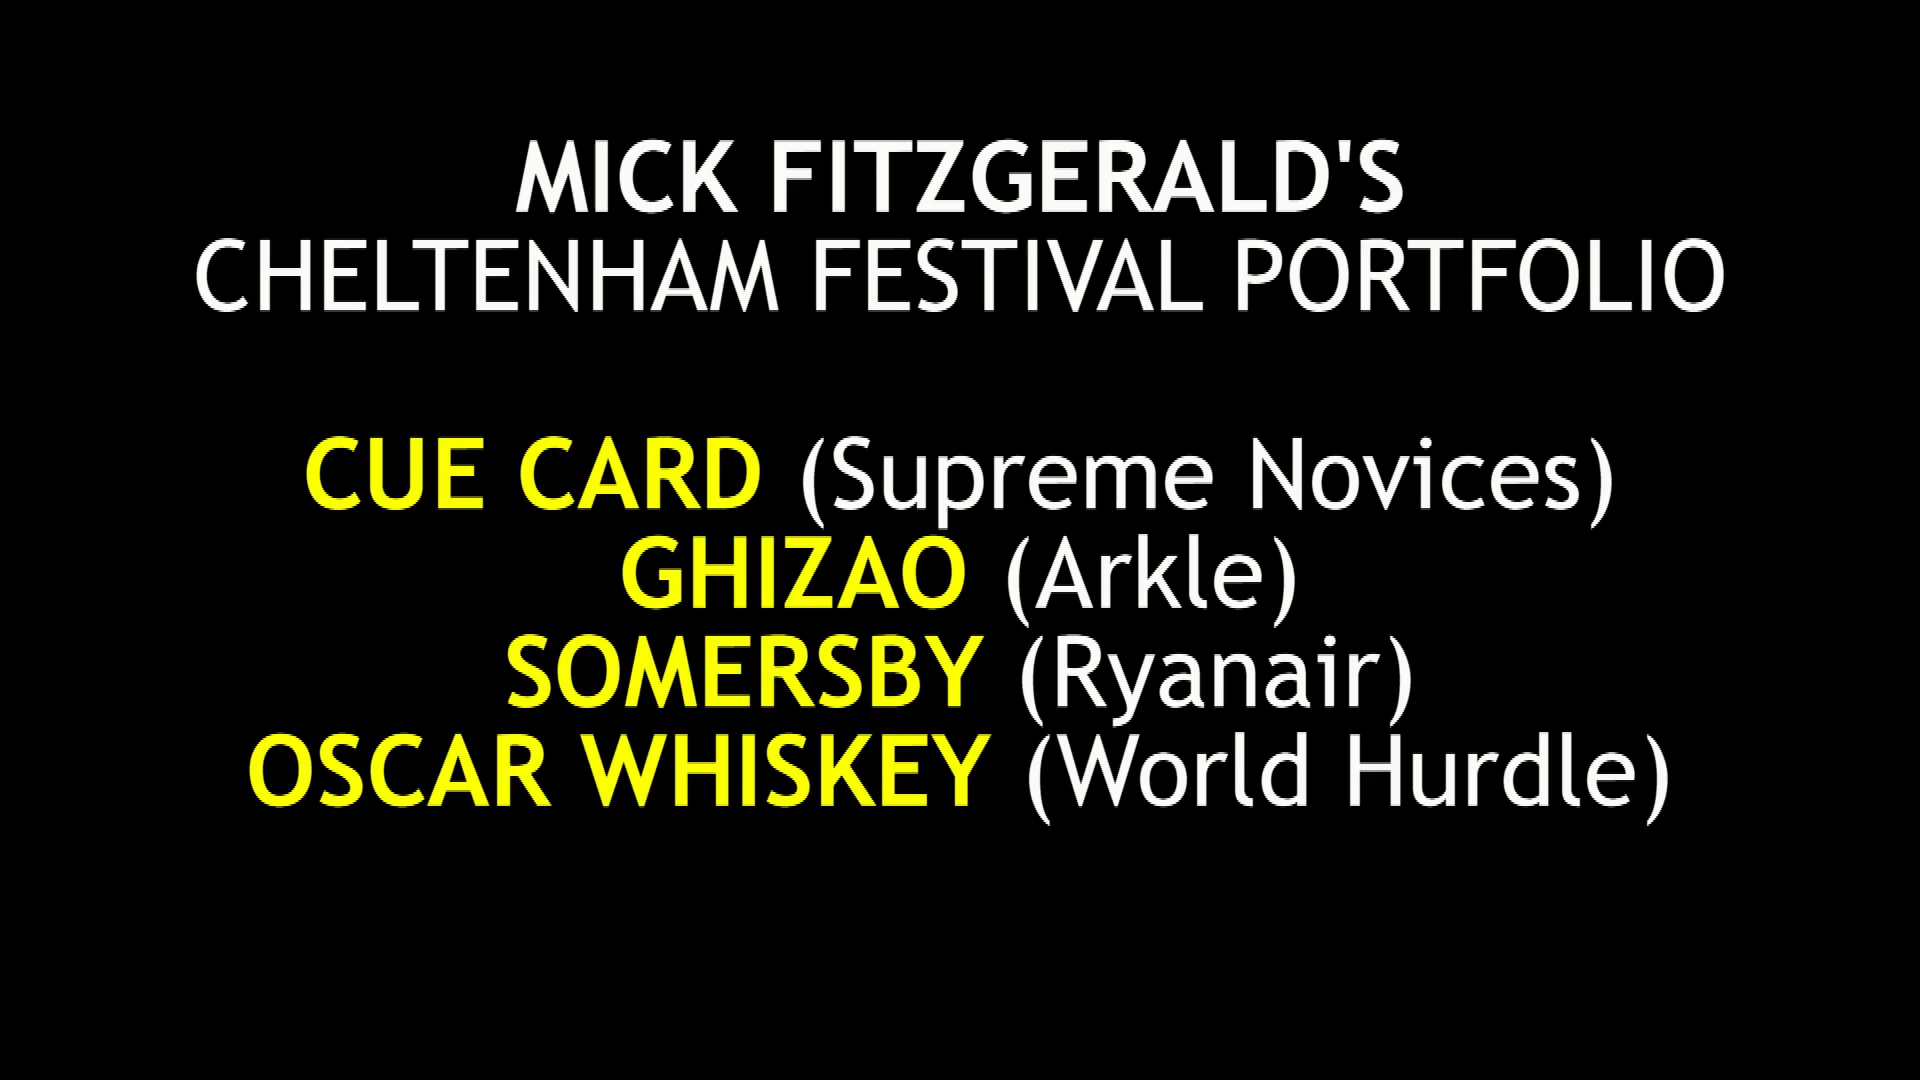 MICK FITZGERALD'S
CHELTENHAM FESTIVAL PORTFOLIO
CUE CARD (Supreme Novices)
GHIZAO (Arkle)
SOMERSBY (Ryanair)
OSCAR WHISKEY (World Hurdle)